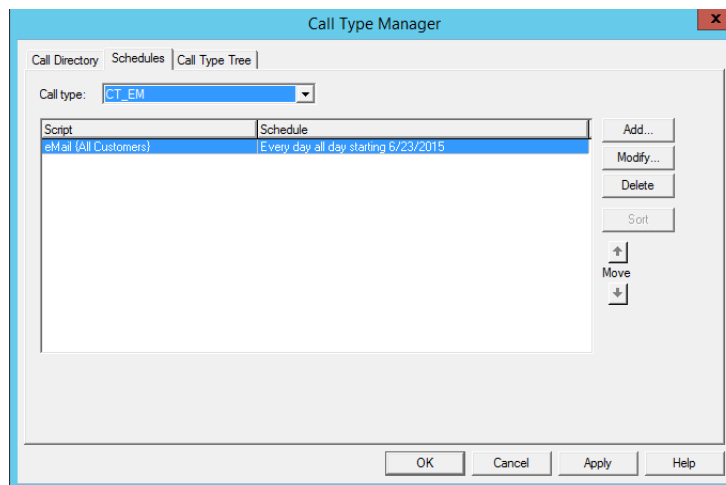 Call Type Manager
x
Call Directory Schedules Call Type Tree
Call type: CT_EM
Script Schedule
eMail {All Customers} Every day all day starting 6/23/2015
Add...
Modify...
Delete
Sort
Move
OK Cancel Apply Help